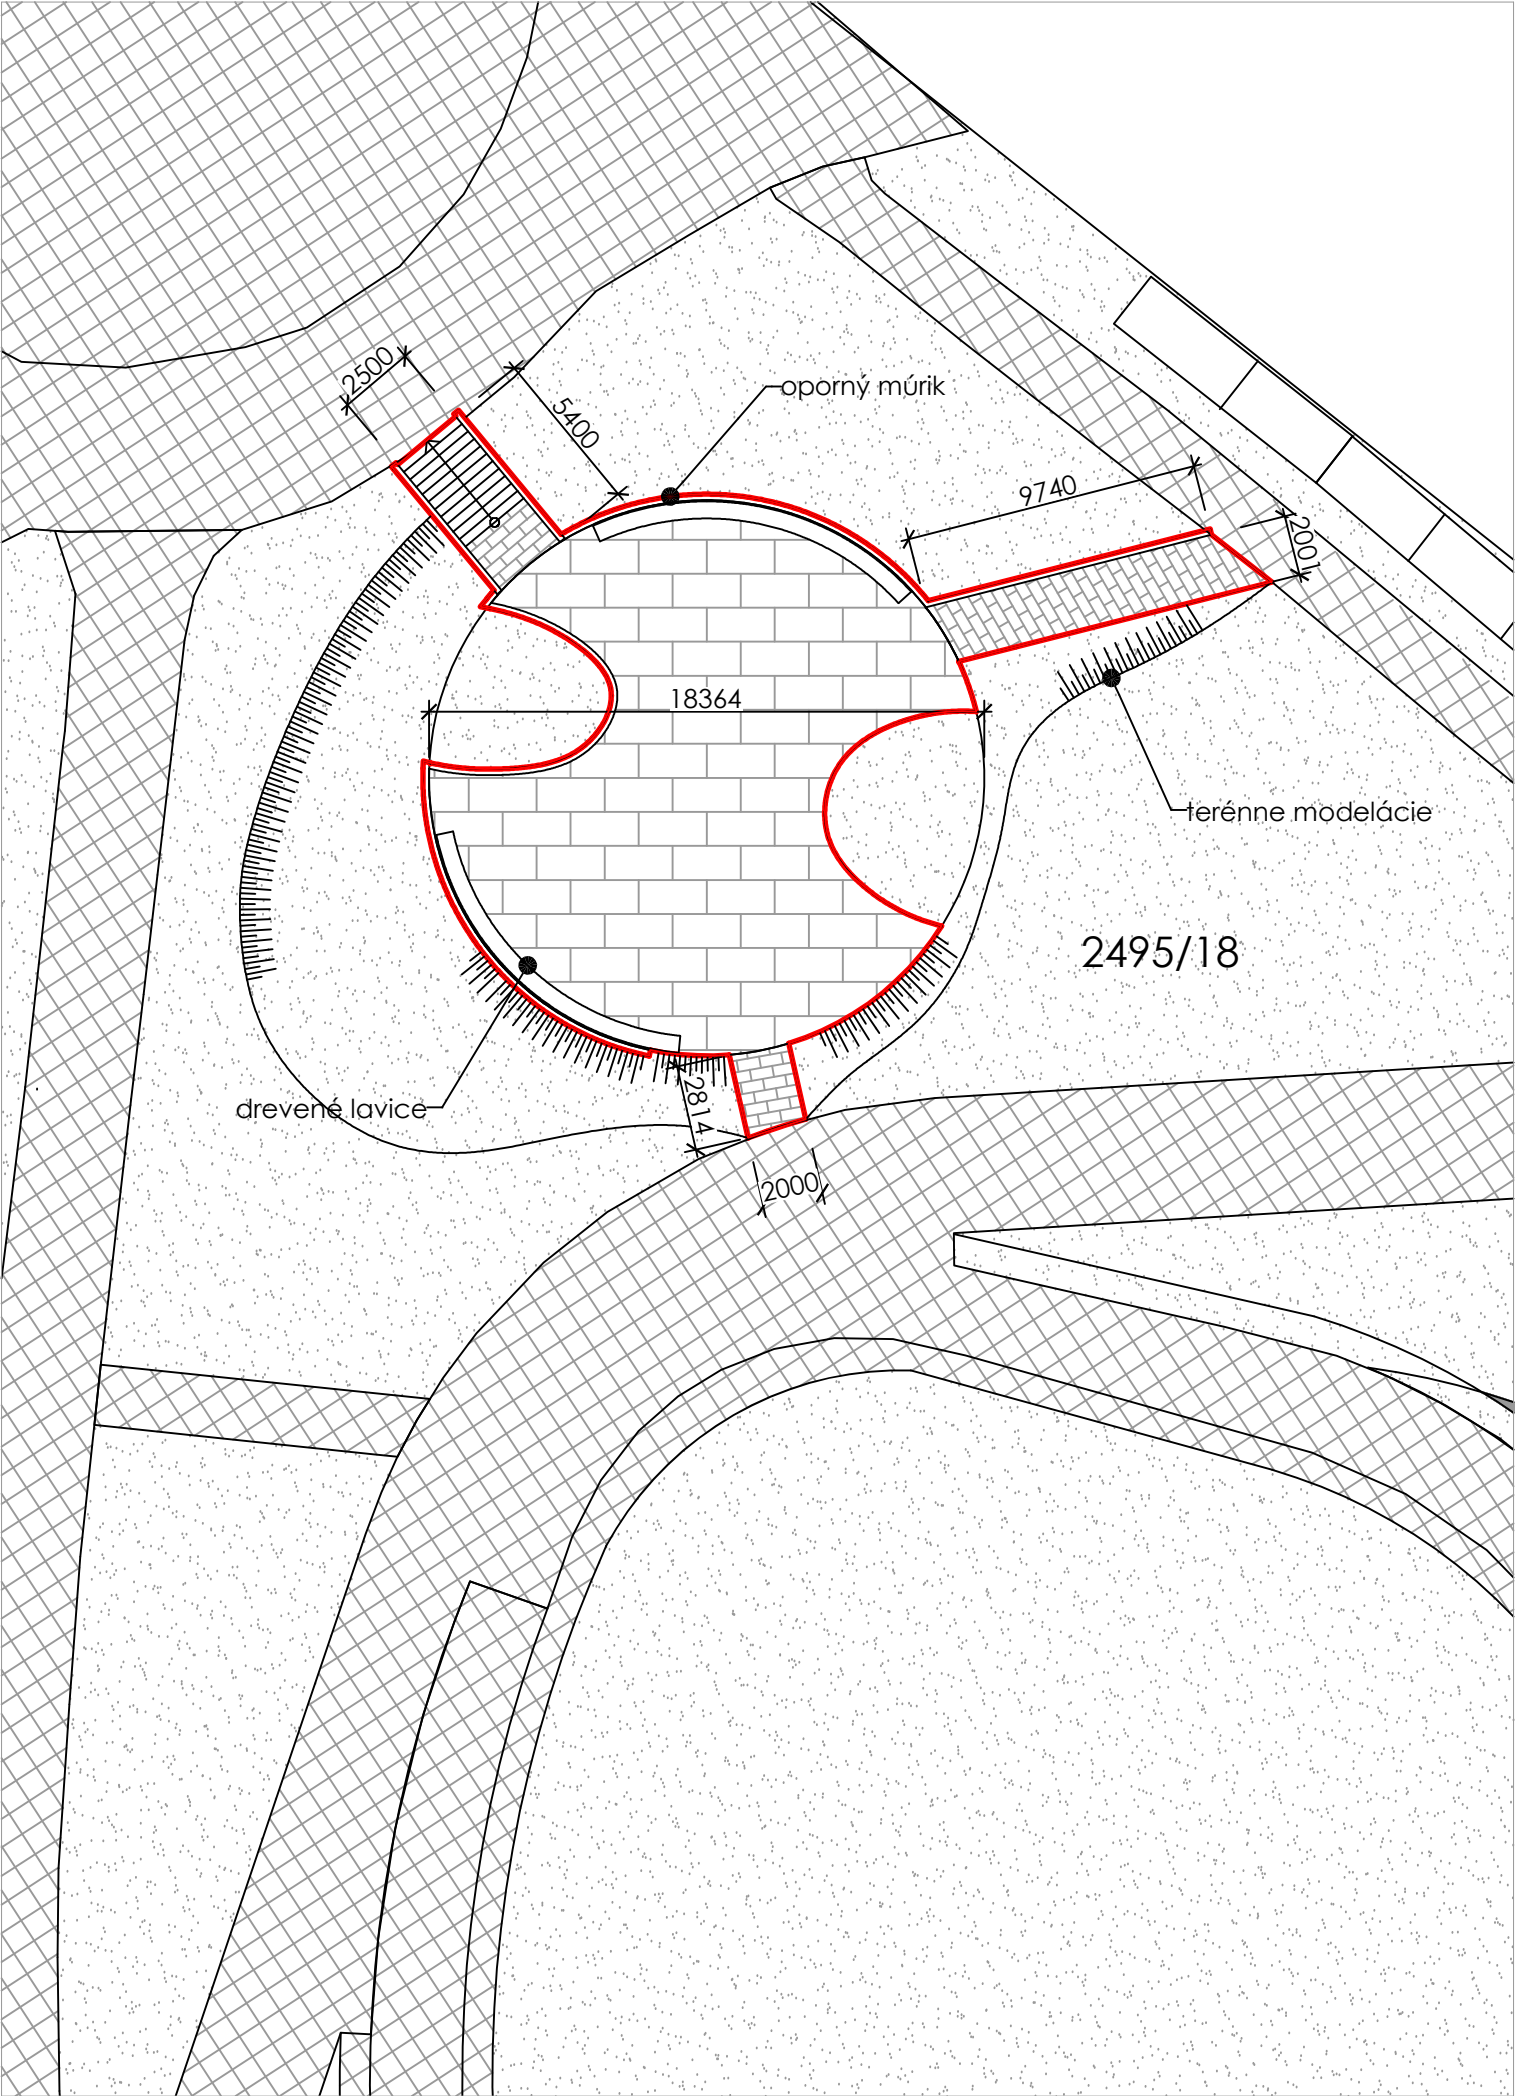 2500
5400
oporný múrik
9740
2001
18364
terénne modelácie
2495/18
drevené lavice
2814
2000